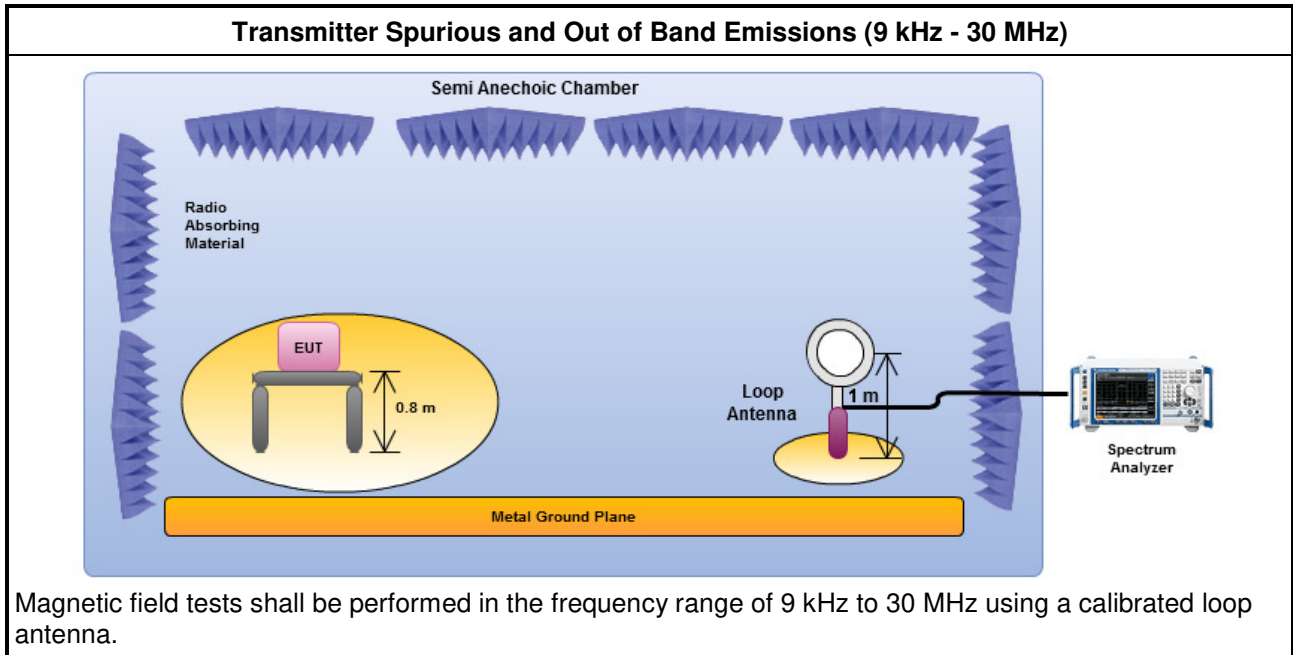 Transmitter Spurious and Out of Band Emissions (9 kHz - 30 MHz)
Semi Anechoic Chamber
Radio
Absorbing
Material
EUT
0.8 m
Loop
Antenna
1 m
Spectrum
Analyzer
Metal Ground Plane
Magnetic field tests shall be performed in the frequency range of 9 kHz to 30 MHz using a calibrated loop
antenna.